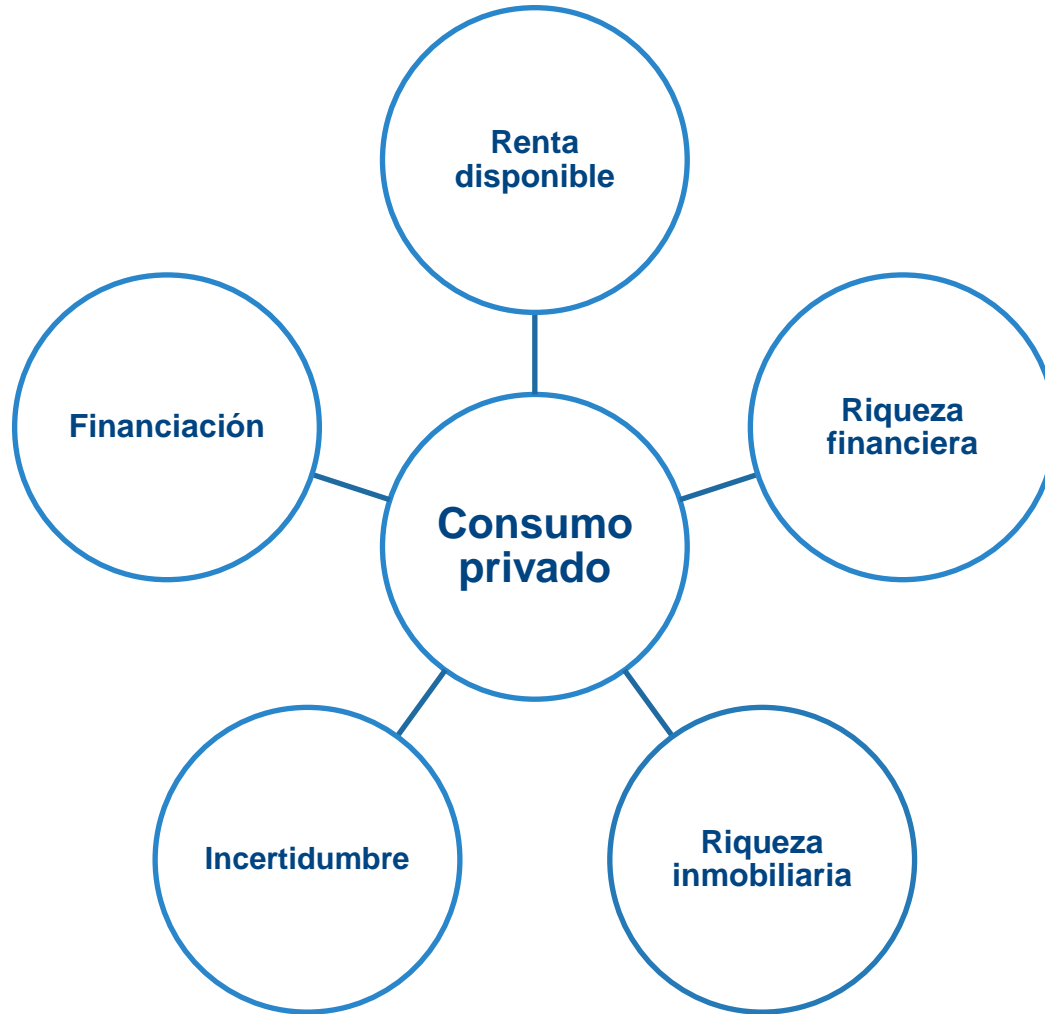 Renta
disponible
Financiación
Riqueza
financiera
Consumo
privado
Incertidumbre
Riqueza
inmobiliaria